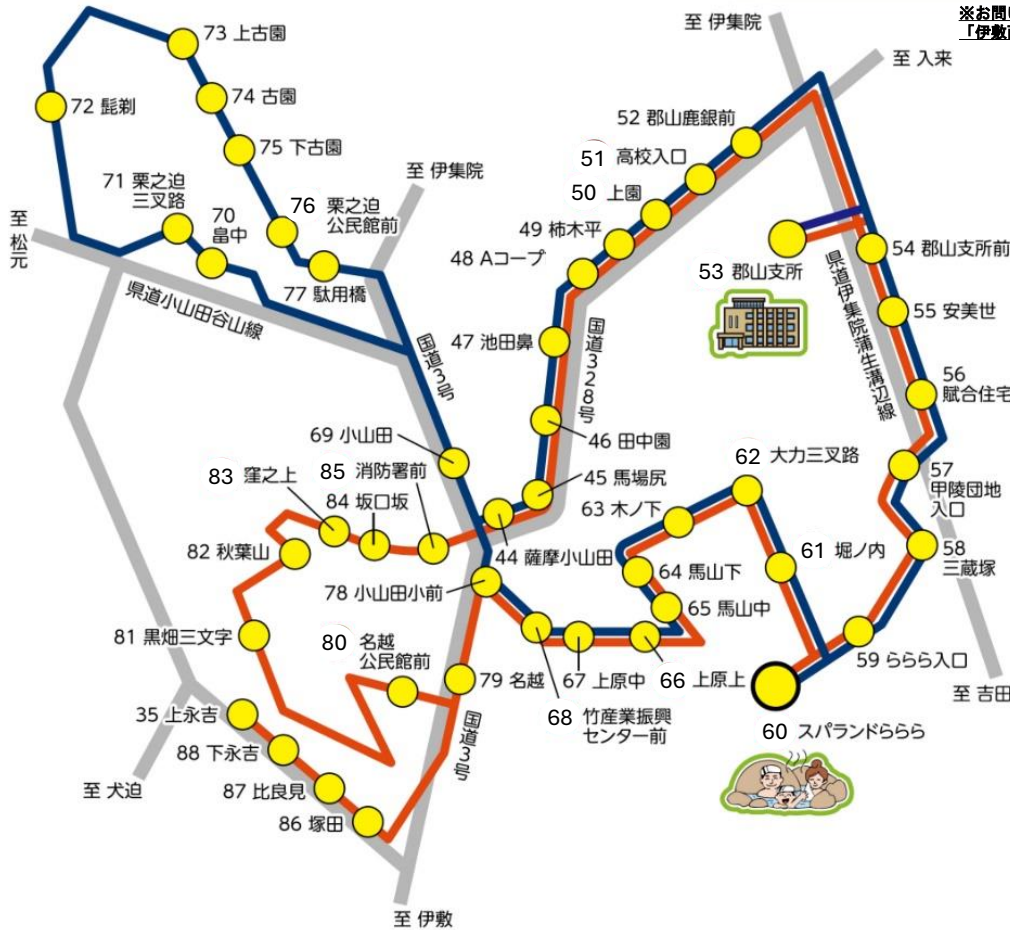 ※お問い
「伊敷
至 伊集院
至 入来
73 上古園
74 古園
72 髭剃
75 下古園
52 郡山鹿銀前
51 高校入口
50 上園
49 柿木平
48 Aコープ
71 栗之迫
三叉路
70
畠中
76 栗之迫
公民館前
至 伊集院
至 松元
77 駄用橋
県道小山田谷山線
国道3号
53 郡山支所
54 郡山支所前
県道伊集院蒲生溝辺線
55 安美世
47 池田鼻
国道328号
56
賦合住宅
46 田中園
69 小山田
83 窪之上
85 消防署前
84 坂口坂
45 馬場尻
62 大力三叉路
63 木ノ下
57
甲陵団地
入口
82 秋葉山
44 薩摩小山田
61 堀ノ内
58
三蔵塚
78 小山田小前
64 馬山下
65 馬山中
81 黒畑三文字
80 名越
公民館前
59 ららら入口
79 名越
67 上原中
66 上原上
68 竹産業振興
センター前
60 スパランドららら
至 吉田
35 上永吉
国道3号
88 下永吉
至 犬迫
87 比良見
86 塚田
至 伊敷